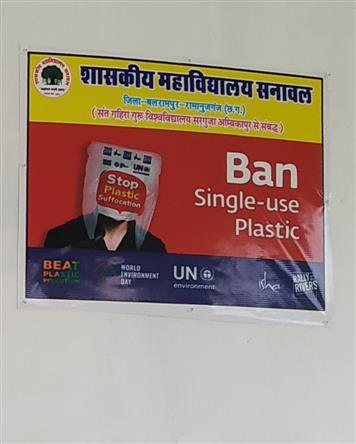 शासकीय महाविद्यालय सनावल
जिला-बलरामपुर-रामानुजगंज (छ.ग.)
(संत गहिरा गुरू विश्वविद्यालय सरगुजा अम्बिकापुर से संबद्ध)
Stop
Plastic
Suffocation
Ban
Single-use
Plastic
BEAT
PLASTIC
POLLUTION
WORLD
ENVIRONMENT
DAY
UN
environment
Isha
RALLY
RIVERS